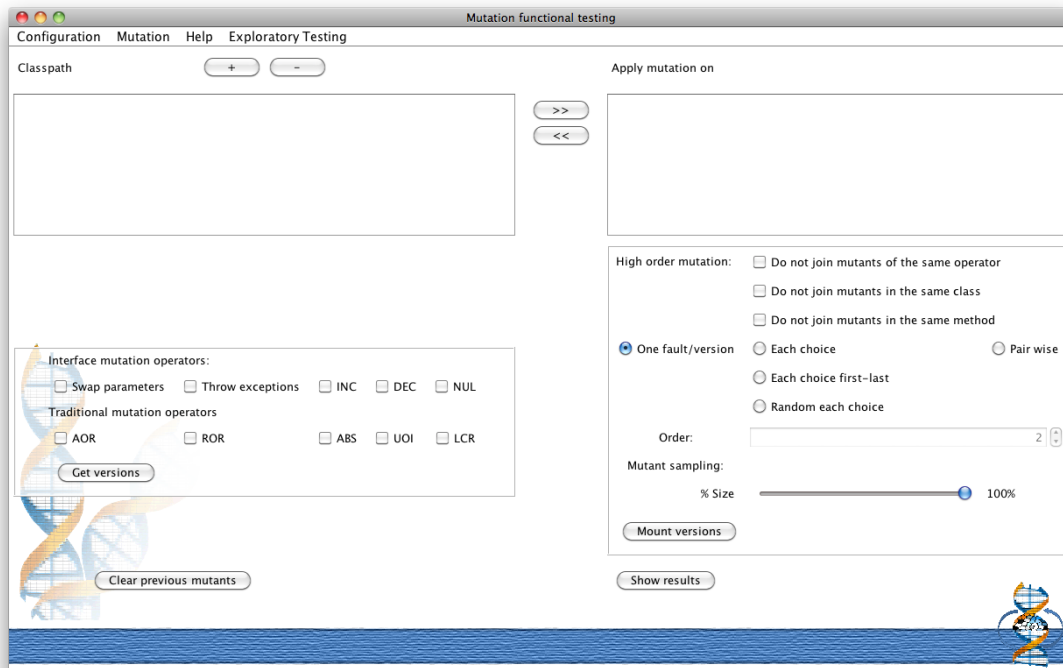 Mutation functional testing
Configuration Mutation Help Exploratory Testing
Classpath + - Apply mutation on
>>
<<
High order mutation: Do not join mutants of the same operator
Do not join mutants in the same class
Do not join mutants in the same method
One fault/version Each choice Pair wise
Each choice first-last
Random each choice
Order: 2
Mutant sampling:
% Size 100%
Mount versions
Interface mutation operators:
Swap parameters Throw exceptions INC DEC NUL
Traditional mutation operators
AOR ROR ABS UOI LCR
Get versions
Clear previous mutants Show results